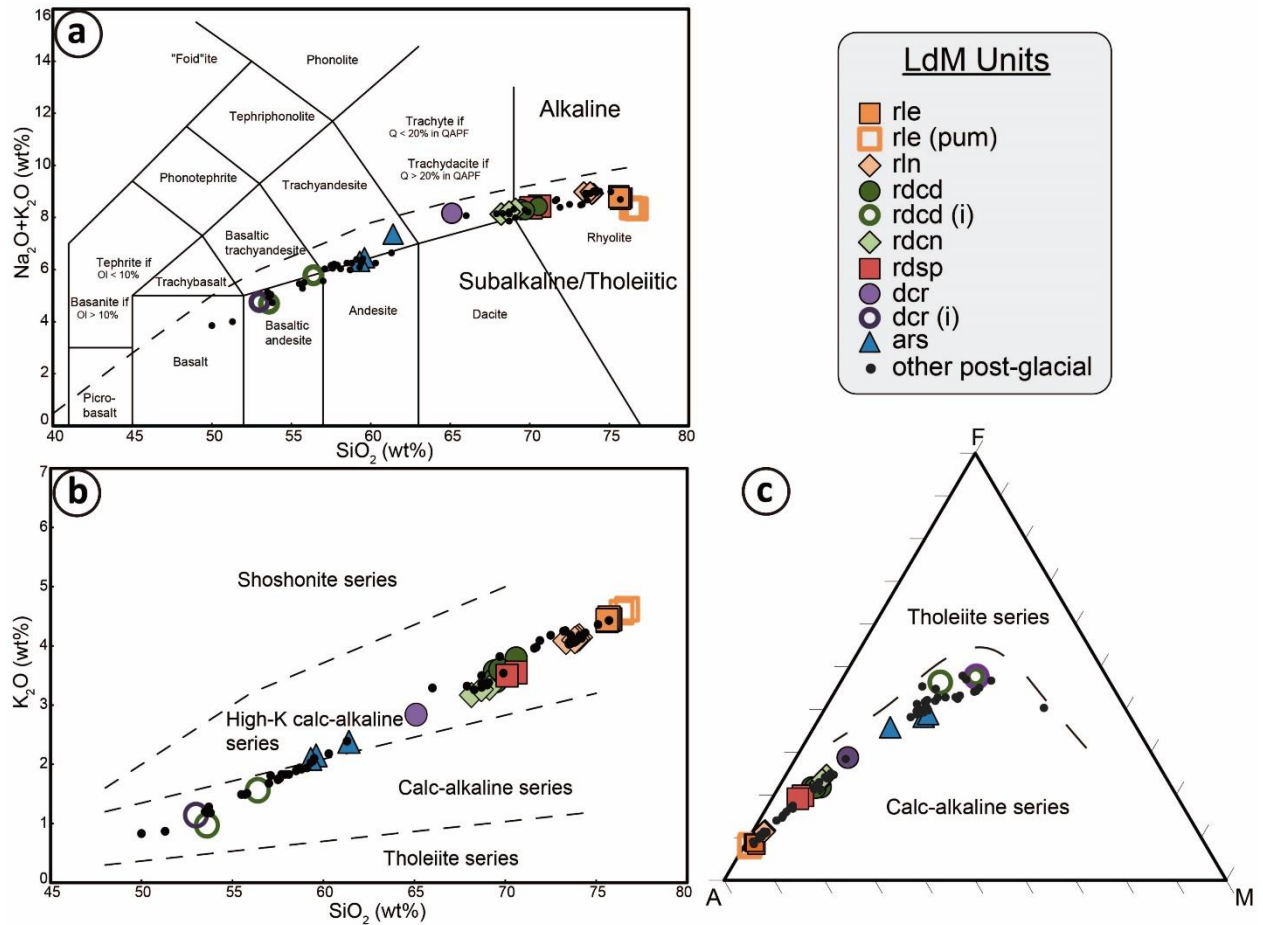 a
16
14
12
10
8
6
4
2
0
Na2O+K2O (wt%)
"Foid"ite
Phonolite
Tephriphonolite
Phonotephrite
Trachyandesite
Trachyte if
Q < 20% in QAPF
Trachydacite if
Q > 20% in QAPF
Alkaline
Basaltic
trachyandesite
Tephrite if
Ol < 10%
Trachybasalt
Basanite if
Ol > 10%
Rhyolite
Subalkaline/Tholeiitic
Basalt
Basaltic
andesite
Andesite
Dacite
Picro-
basalt
40 45 50 55 60 65 70 75 80
SiO2 (wt%)
LdM Units
rle
rle (pum)
rln
rdcd
rdcd (i)
rdcn
rdsp
dcr
dcr (i)
ars
other post-glacial
b
7
6
5
4
3
2
1
0
K2O (wt%)
Shoshonite series
High-K calc-alkaline
series
Calc-alkaline series
Tholeiite series
45 50 55 60 65 70 75 80
SiO2 (wt%)
c
F
Tholeiite series
Calc-alkaline series
A M